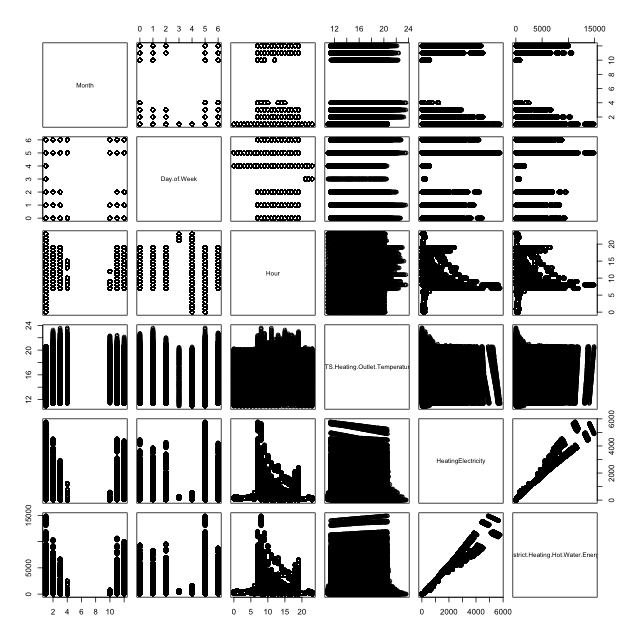 0 1 2 3 4 5 6
12 16 20 24
0 5000 15000
Month
2 4 6 8 10
0 1 2 3 4 5 6
Day.of.Week
Hour
0 5 10 15 20
12 16 20 24
TS.Heating.Outlet.Temperatur
HeatingElectricity
0 2000 4000 6000
0 5000 15000
strict.Heating.Hot.Water.Energ
2 4 6 8 10
0 5 10 15 20
0 2000 4000 6000